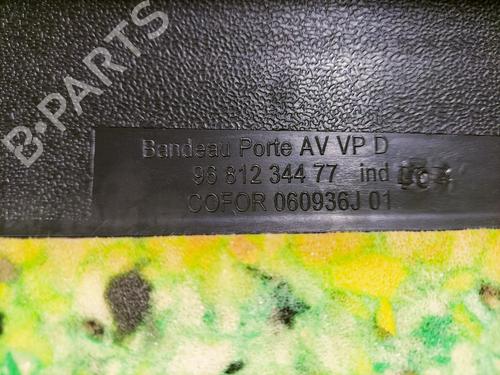 B-PARTS
Bandeau Porte AV VP D
96 812 344 77 ind
COFOR 060936J 01